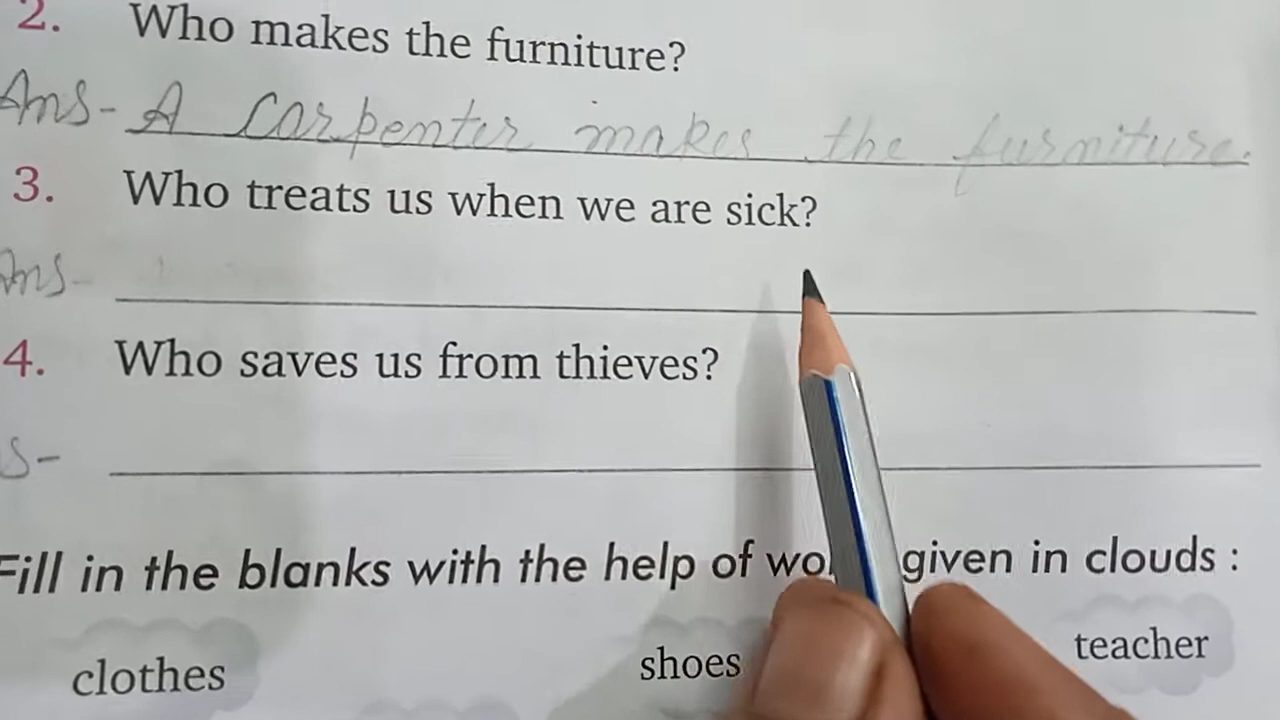 2. Who makes the furniture?
Ans- A carpenter makes the furniture.
3. Who treats us when we are sick?
Ans-
4. Who saves us from thieves?
s-
Fill in the blanks with the help of given in clouds :
clothes shoes teacher